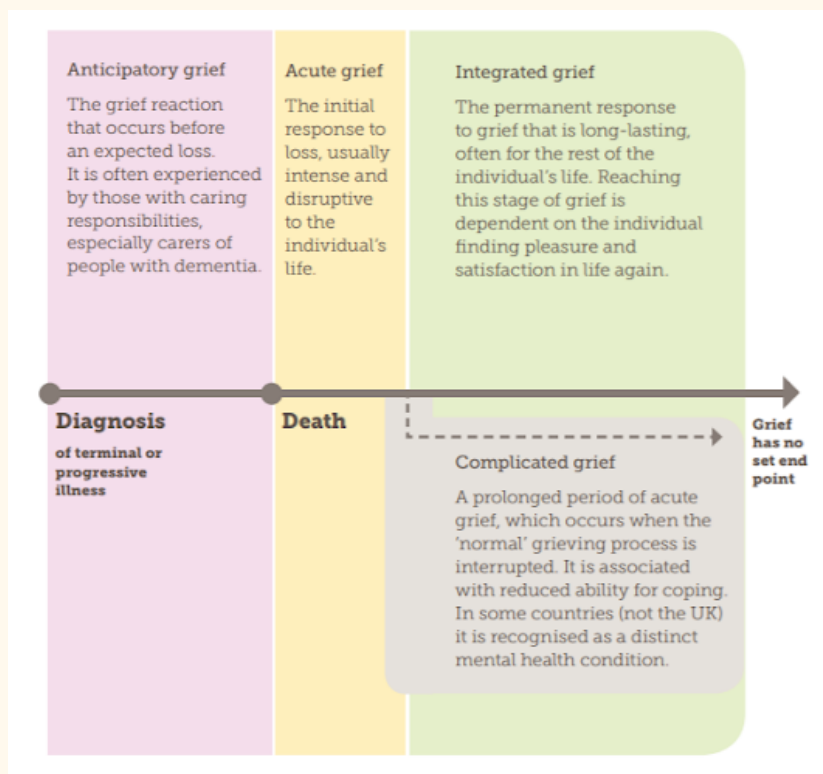 Anticipatory grief
The grief reaction
that occurs before
an expected loss.
It is often experienced
by those with caring
responsibilities,
especially carers of
people with dementia.
Acute grief
The initial
response to
loss, usually
intense and
disruptive
to the
individual's
life.
Integrated grief
The permanent response
to grief that is long-lasting,
often for the rest of the
individual's life. Reaching
this stage of grief is
dependent on the individual
finding pleasure and
satisfaction in life again.
Diagnosis
of terminal or
progressive
illness
Death
Grief
has no
set end
point
Complicated grief
A prolonged period of acute
grief, which occurs when the
'normal' grieving process is
interrupted. It is associated
with reduced ability for coping.
In some countries (not the UK)
it is recognised as a distinct
mental health condition.